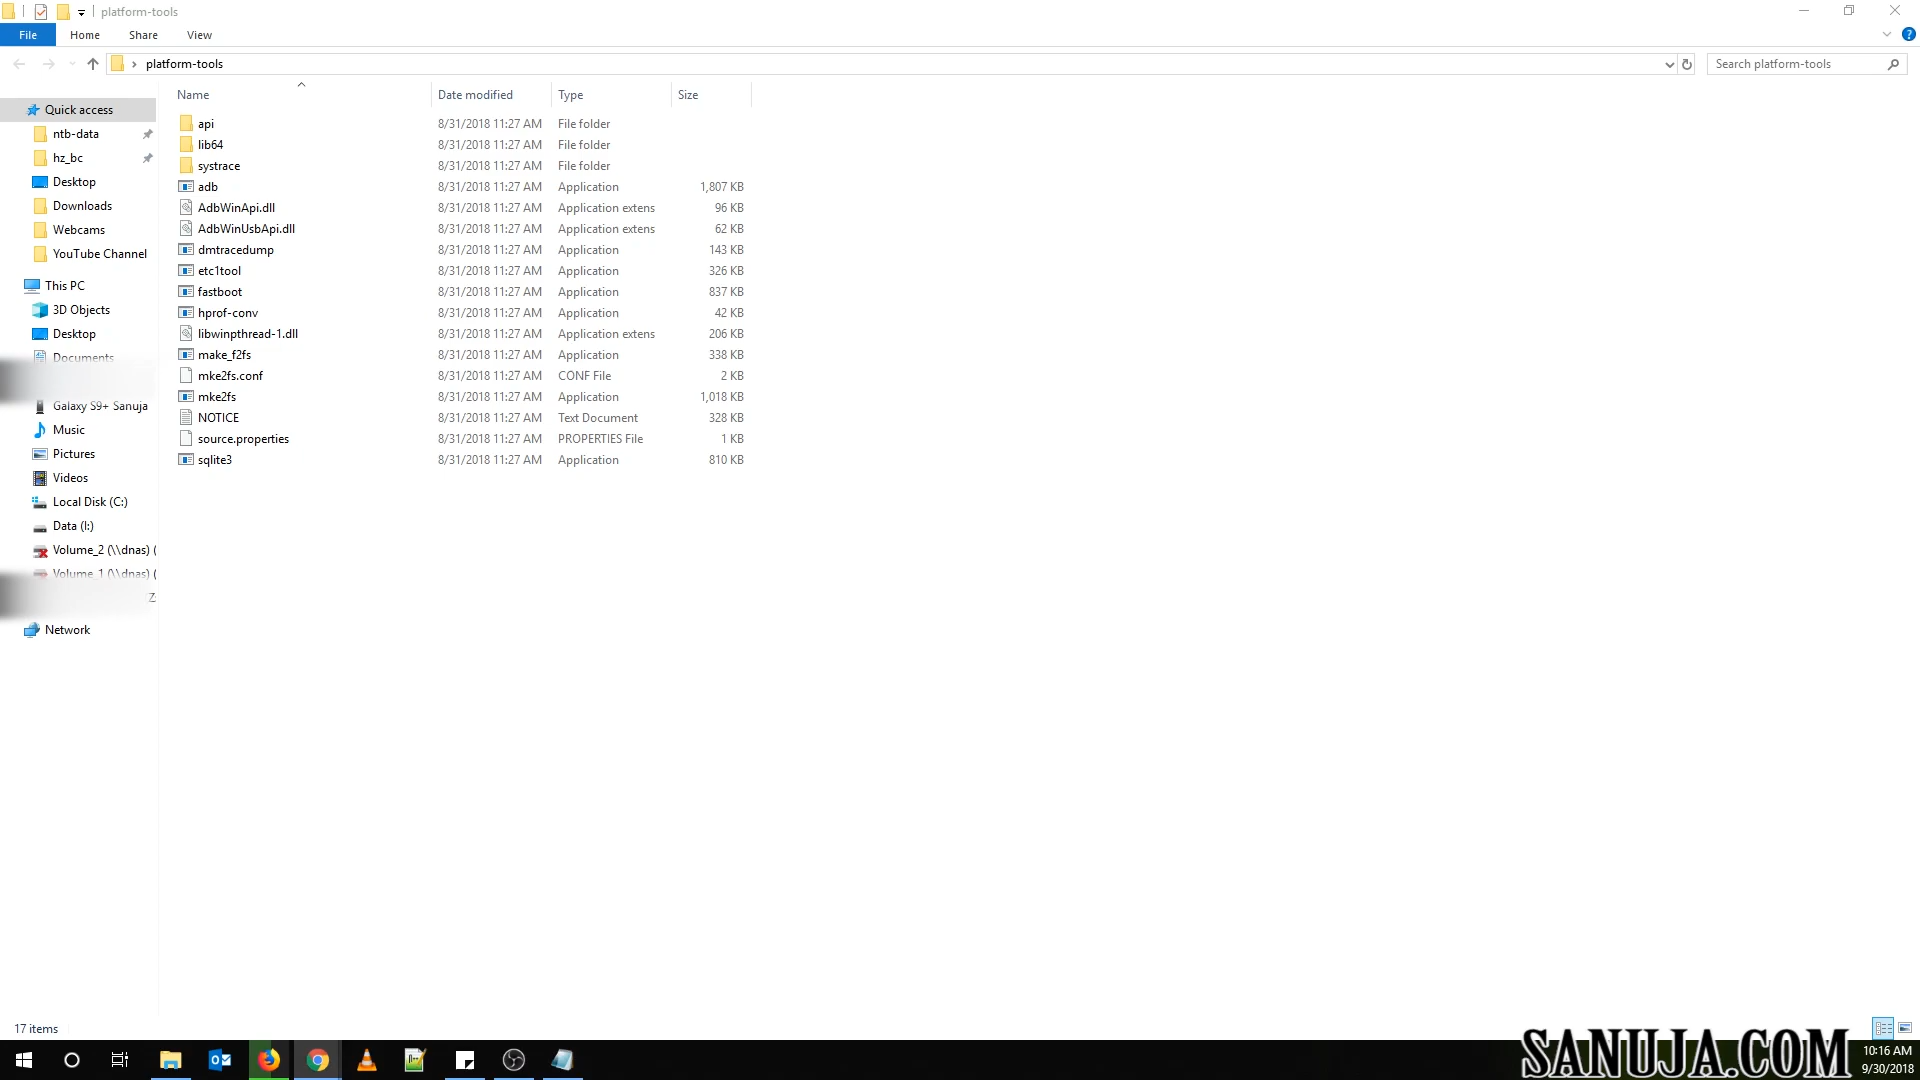 platform-tools
File Home Share View
platform-tools
Search platform-tools
Name Date modified Type Size
Quick access
ntb-data
hz_bc
Desktop
Downloads
Webcams
YouTube Channel
This PC
3D Objects
Desktop
Documents
Galaxy S9+ Sanuja
Music
Pictures
Videos
Local Disk (C:)
Data (I:)
Volume_2 (\\dnas) (
Volume_1 (\\dnas) (
Network
api 8/31/2018 11:27 AM File folder
lib64 8/31/2018 11:27 AM File folder
systrace 8/31/2018 11:27 AM File folder
adb 8/31/2018 11:27 AM Application 1,807 KB
AdbWinApi.dll 8/31/2018 11:27 AM Application extens 96 KB
AdbWinUsbApi.dll 8/31/2018 11:27 AM Application extens 62 KB
dmtracedump 8/31/2018 11:27 AM Application 143 KB
etc1tool 8/31/2018 11:27 AM Application 326 KB
fastboot 8/31/2018 11:27 AM Application 837 KB
hprof-conv 8/31/2018 11:27 AM Application 42 KB
libwinpthread-1.dll 8/31/2018 11:27 AM Application extens 206 KB
make_f2fs 8/31/2018 11:27 AM Application 338 KB
mke2fs.conf 8/31/2018 11:27 AM CONF File 2 KB
mke2fs 8/31/2018 11:27 AM Application 1,018 KB
NOTICE 8/31/2018 11:27 AM Text Document 328 KB
source.properties 8/31/2018 11:27 AM PROPERTIES File 1 KB
sqlite3 8/31/2018 11:27 AM Application 810 KB
17 items
SANUJA.COM
10:16 AM
9/30/2018